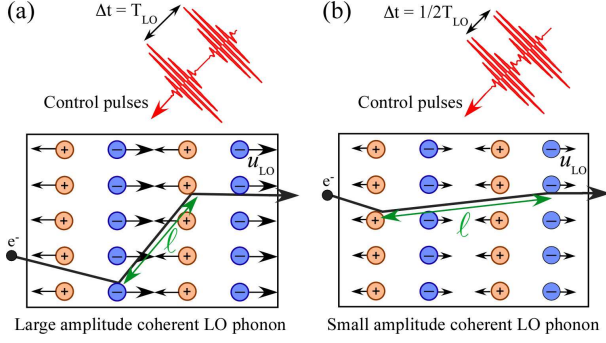 (a)
Δt = T_LO
Control pulses
+ − + −
u_LO
+ − + −
+ − + −
ℓ
e-
+ − + −
+ − + −
Large amplitude coherent LO phonon
(b)
Δt = 1/2T_LO
Control pulses
+ − + −
u_LO
e-
+ − + −
+ − + −
ℓ
+ − + −
+ − + −
Small amplitude coherent LO phonon